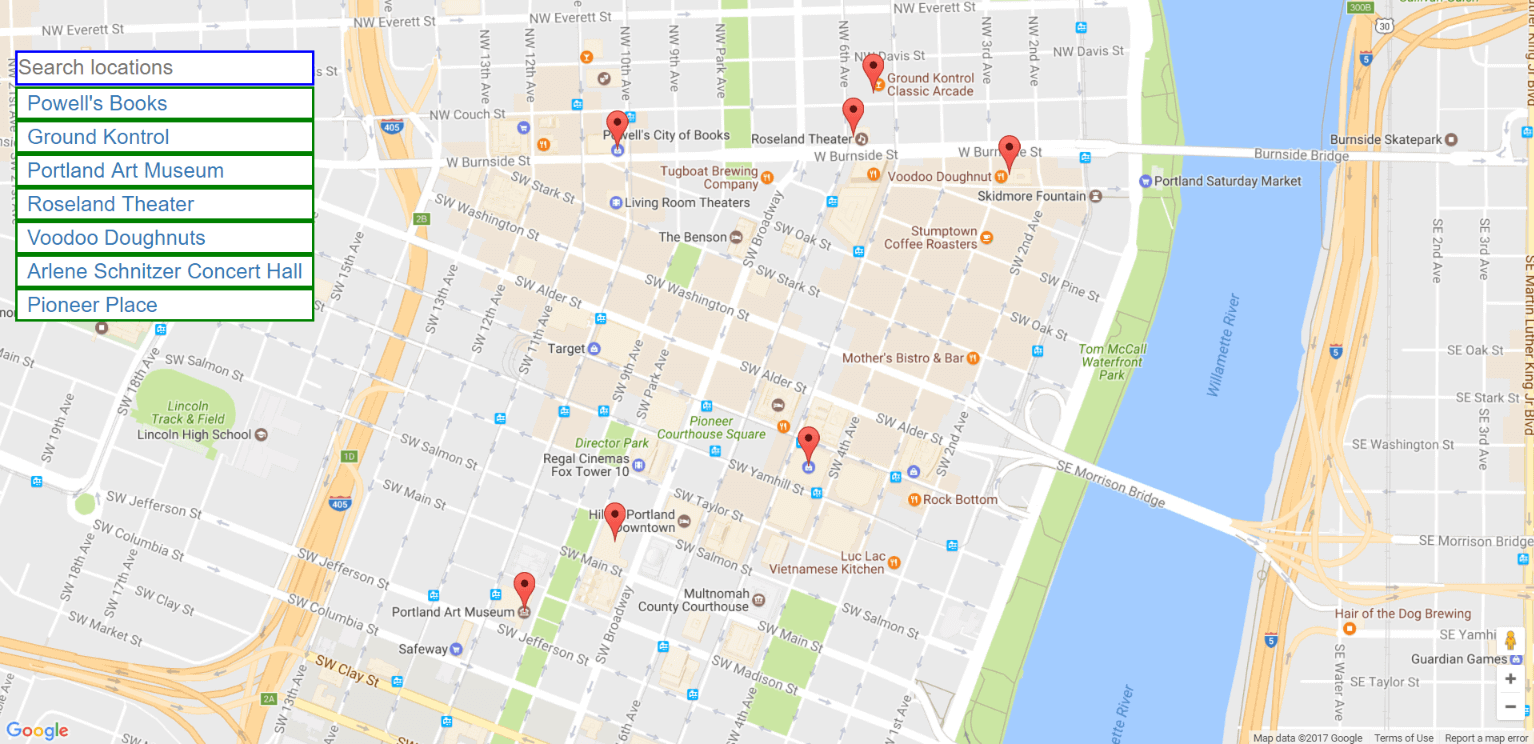 Search locations
Powell's Books
Ground Kontrol
Portland Art Museum
Roseland Theater
Voodoo Doughnuts
Arlene Schnitzer Concert Hall
Pioneer Place
NW Everett St
SW Everett St
NW Everett St
NW Everett St
300B
30
5
NW Davis St
NW Davis St
NW 13th Ave
NW 12th Ave
NW 10th Ave
NW 9th Ave
NW Park Ave
NW 6th Ave
NW 3rd Ave
NW 2nd Ave
Ground Kontrol
Classic Arcade
NW Couch St
405
Powell's City of Books
Roseland Theater
W Burnside St
W Burnside St
Burnside Skatepark
Burnside Bridge
Tugboat Brewing
Company
Voodoo Doughnut
Portland Saturday Market
Skidmore Fountain
Living Room Theaters
SW Stark St
SW Washington St
2B
The Benson
SW Broadway
SW Oak St
Stumptown
Coffee Roasters
SW 2nd Ave
SE 2nd Ave
SE 3rd Ave
SW 15th Ave
SW 13th Ave
SW 12th Ave
SW 11th Ave
SW Alder St
SW Washington St
SW Stark St
SW Pine St
SW Oak St
Willamette River
SE Martin Luther King Jr Blvd
Target
SW 9th Ave
SW Park Ave
Mother's Bistro & Bar
Tom McCall
Waterfront
Park
5
SE Oak St
Main St
SW Salmon St
SW 18th Ave
SW 19th Ave
Lincoln
Track & Field
Lincoln High School
SW Alder St
SW Alder St
SE Stark St
SE 3rd Ave
SE Washington St
Pioneer
Courthouse Square
Director Park
Regal Cinemas
Fox Tower 10
SW Salmon St
1D
SW 4th Ave
SW 2nd Ave
SW Yamhill St
SE Morrison Bridge
SW Main St
405
SW Jefferson St
SW Taylor St
Rock Bottom
Portland
Downtown
SW Columbia St
SW Jefferson St
SW Main St
SW Salmon St
Luc Lac
Vietnamese Kitchen
SE Morrison Bridge
SW 18th Ave
SW 17th Ave
SW Clay St
SW Market St
SW Columbia St
Portland Art Museum
Multnomah
County Courthouse
SW Salmon St
SW Broadway
SW Jefferson St
SW Main St
SW Madison St
Hair of the Dog Brewing
5
SE Yamhi
Guardian Games
SE Taylor St
SE Water Ave
Safeway
SW Clay St
2A
SW 13th Ave
SW 4th Ave
SW 1st Ave
Google
Map data ©2017 Google
Terms of Use
Report a map error